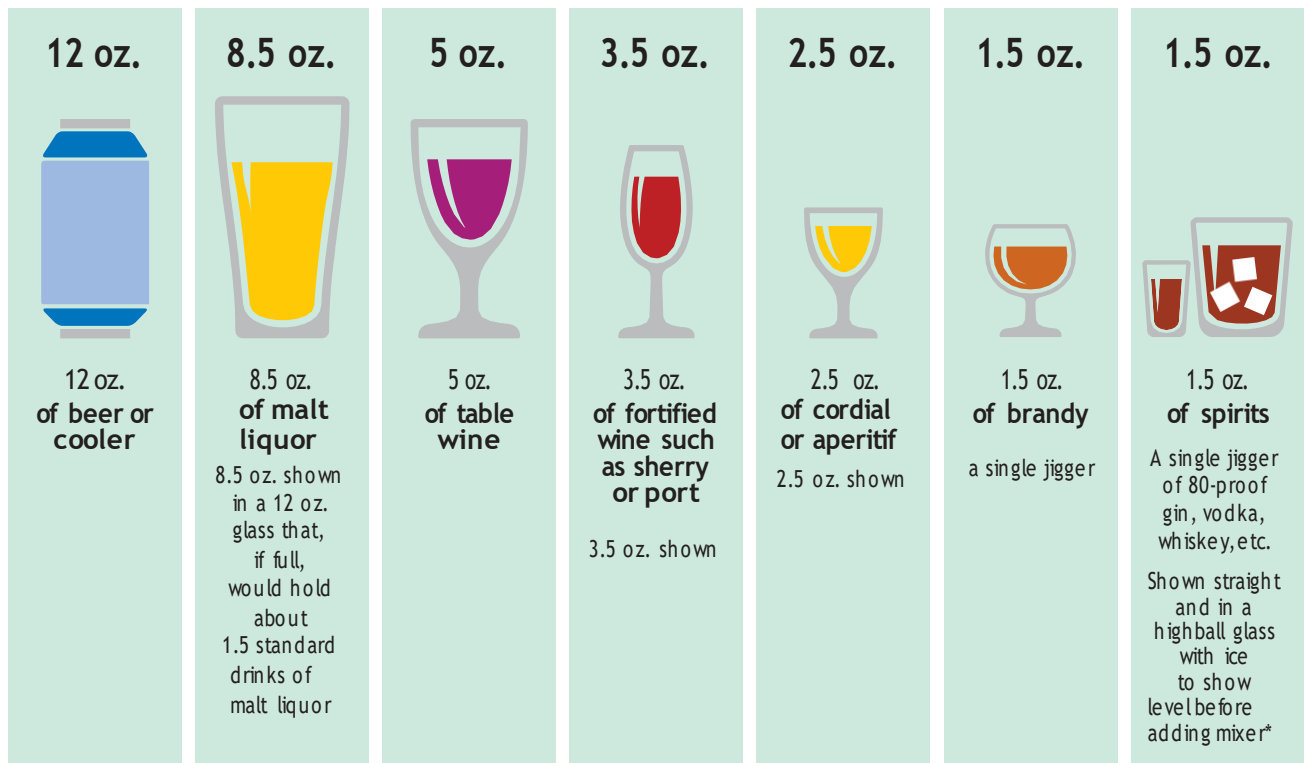 12 oz.
12 oz.
of beer or
cooler
8.5 oz.
8.5 oz.
of malt
liquor
8.5 oz. shown
in a 12 oz.
glass that,
if full,
would hold
about
1.5 standard
drinks of
malt liquor
5 oz.
5 oz.
of table
wine
3.5 oz.
3.5 oz.
of fortified
wine such
as sherry
or port
3.5 oz. shown
2.5 oz.
2.5 oz.
of cordial
or aperitif
2.5 oz. shown
1.5 oz.
1.5 oz.
of brandy
a single jigger
1.5 oz.
1.5 oz.
of spirits
A single jigger
of 80-proof
gin, vodka,
whiskey, etc.
Shown straight
and in a
highball glass
with ice
to show
level before
adding mixer*